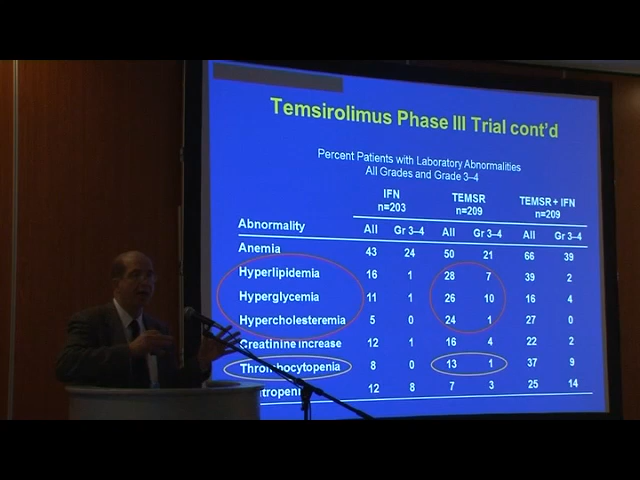 Temsirolimus Phase III Trial cont'd
Percent Patients with Laboratory Abnormalities
All Grades and Grade 3–4
IFN TEMSR TEMSR + IFN
n=203 n=209 n=209
Abnormality All Gr 3–4 All Gr 3–4 All Gr 3–4
Anemia 43 24 50 21 66 39
Hyperlipidemia 16 1 28 7 39 2
Hyperglycemia 11 1 26 10 16 4
Hypercholesteremia 5 0 24 1 27 0
Creatinine increase 12 1 16 4 22 2
Thrombocytopenia 8 0 13 1 37 9
12 8 7 3 25 14